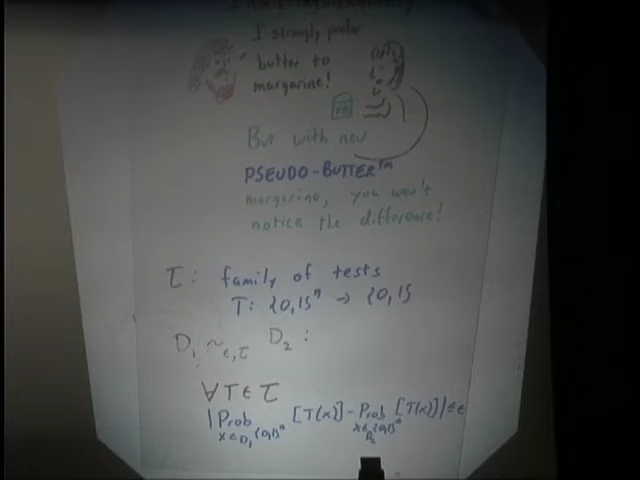 Indistinguishability
I strongly prefer
butter to
margarine!
But with new
PSEUDO-BUTTER™
margarine, you won't
notice the difference!
τ: family of tests
T: {0,1}ⁿ → {0,1}
D₁ ~ε,τ D₂ :
∀ T ∈ τ
| Prob [T(x)] - Prob [T(x)] | ≤ ε
x∈D₁{0,1}ⁿ x∈D₂{0,1}ⁿ